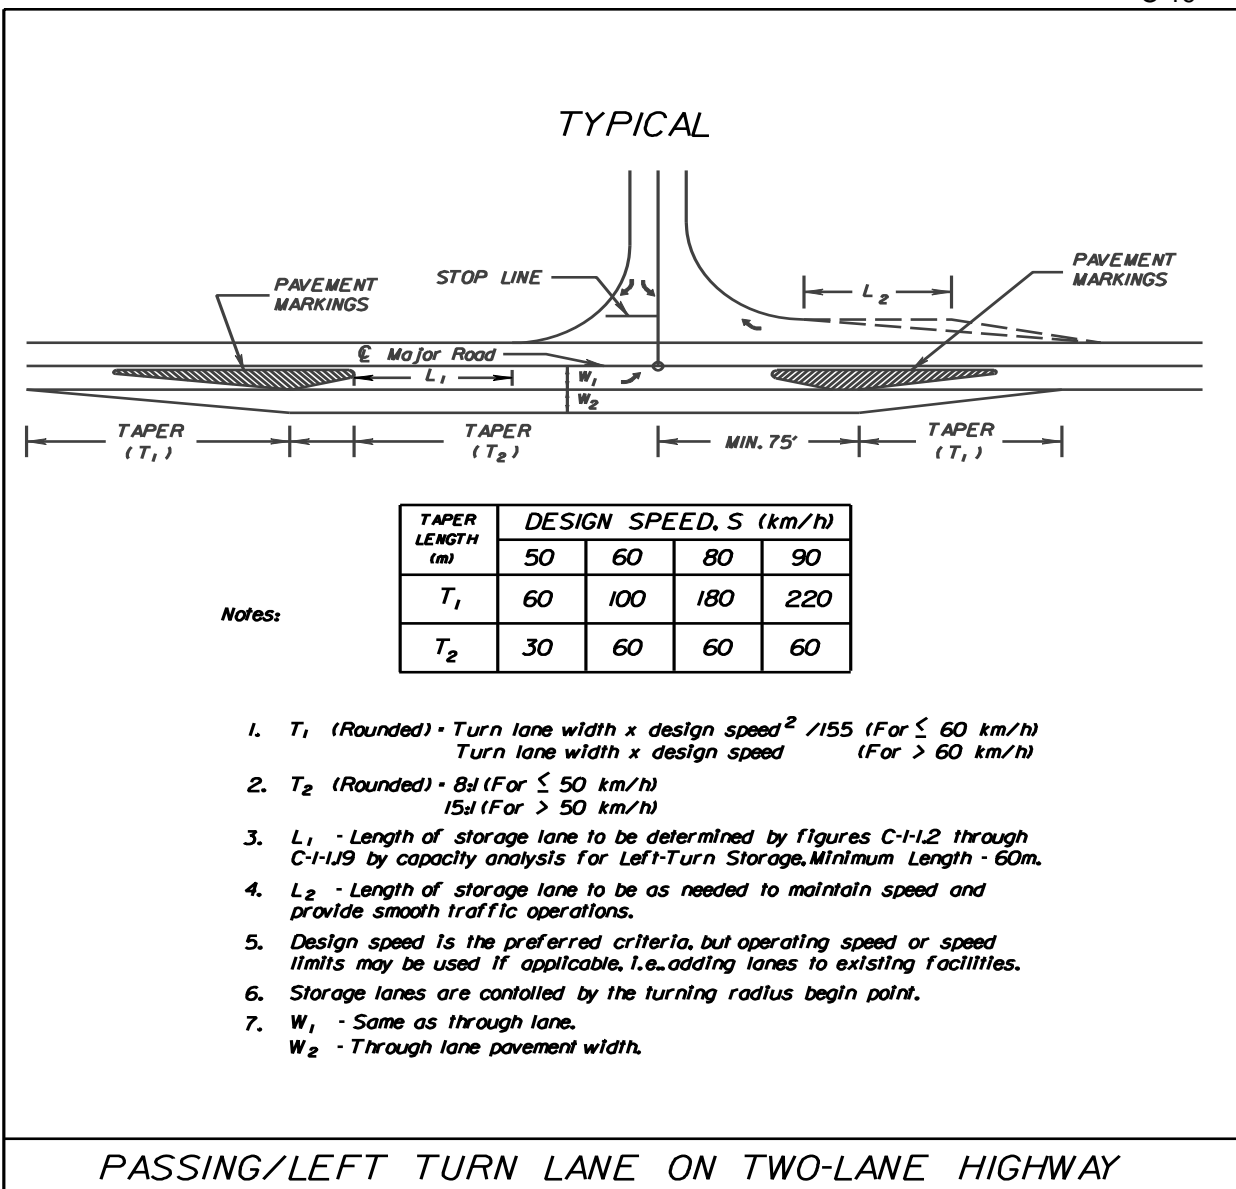 TYPICAL
PAVEMENT
MARKINGS
STOP LINE
L2
PAVEMENT
MARKINGS
℄ Major Road
L1
W1
W2
TAPER
(T1)
TAPER
(T2)
MIN. 75'
TAPER
(T1)
TAPER LENGTH (m) DESIGN SPEED, S (km/h)
50 60 80 90
T1 60 100 180 220
T2 30 60 60 60
Notes:
1. T1 (Rounded) = Turn lane width x design speed² /155 (For ≤ 60 km/h)
Turn lane width x design speed (For > 60 km/h)
2. T2 (Rounded) = 8:1 (For ≤ 50 km/h)
15:1 (For > 50 km/h)
3. L1 - Length of storage lane to be determined by figures C-1-1.2 through
C-1-1.19 by capacity analysis for Left-Turn Storage. Minimum Length - 60m.
4. L2 - Length of storage lane to be as needed to maintain speed and
provide smooth traffic operations.
5. Design speed is the preferred criteria, but operating speed or speed
limits may be used if applicable, i.e., adding lanes to existing facilities.
6. Storage lanes are contolled by the turning radius begin point.
7. W1 - Same as through lane.
W2 - Through lane pavement width.
PASSING/LEFT TURN LANE ON TWO-LANE HIGHWAY